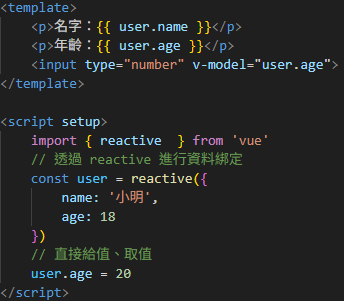 <template>
    <p>名字：{{ user.name }}</p>
    <p>年齡：{{ user.age }}</p>
    <input type="number" v-model="user.age">
</template>

<script setup>
    import { reactive  } from 'vue'
    // 透過 reactive 進行資料綁定
    const user = reactive({
        name: '小明',
        age: 18
    })
    // 直接給值、取值
    user.age = 20
</script>